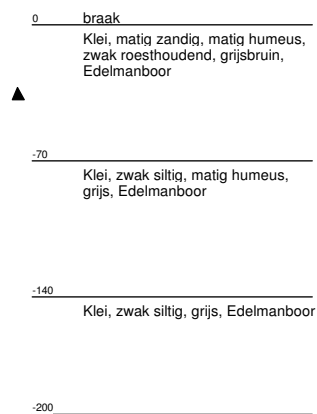 0 braak
Klei, matig zandig, matig humeus,
zwak roesthoudend, grijsbruin,
Edelmanboor
-70
Klei, zwak siltig, matig humeus,
grijs, Edelmanboor
-140
Klei, zwak siltig, grijs, Edelmanboor
-200